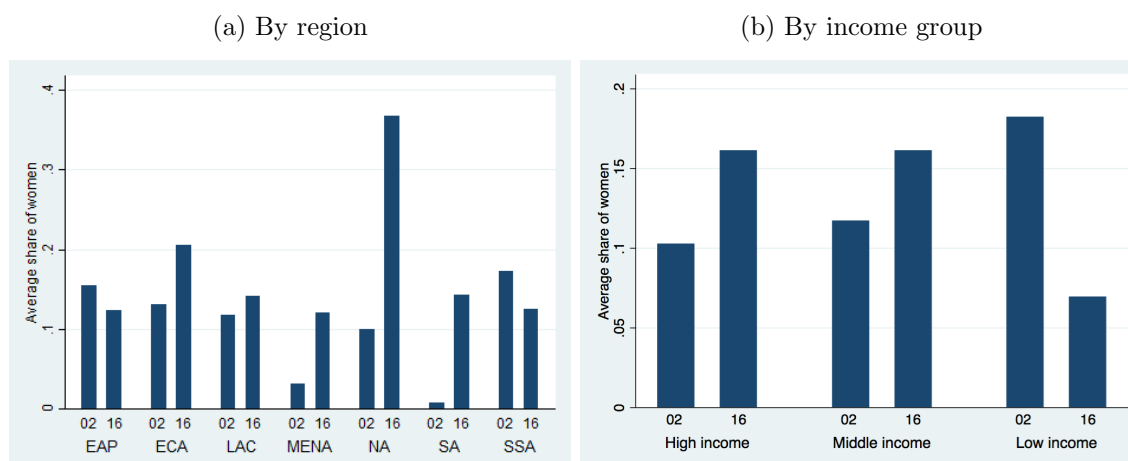 (a) By region
Average share of women
.4
.3
.2
.1
0
02 16 02 16 02 16 02 16 02 16 02 16 02 16
EAP ECA LAC MENA NA SA SSA
(b) By income group
Average share of women
.2
.15
.1
.05
0
02 16 02 16 02 16
High income Middle income Low income